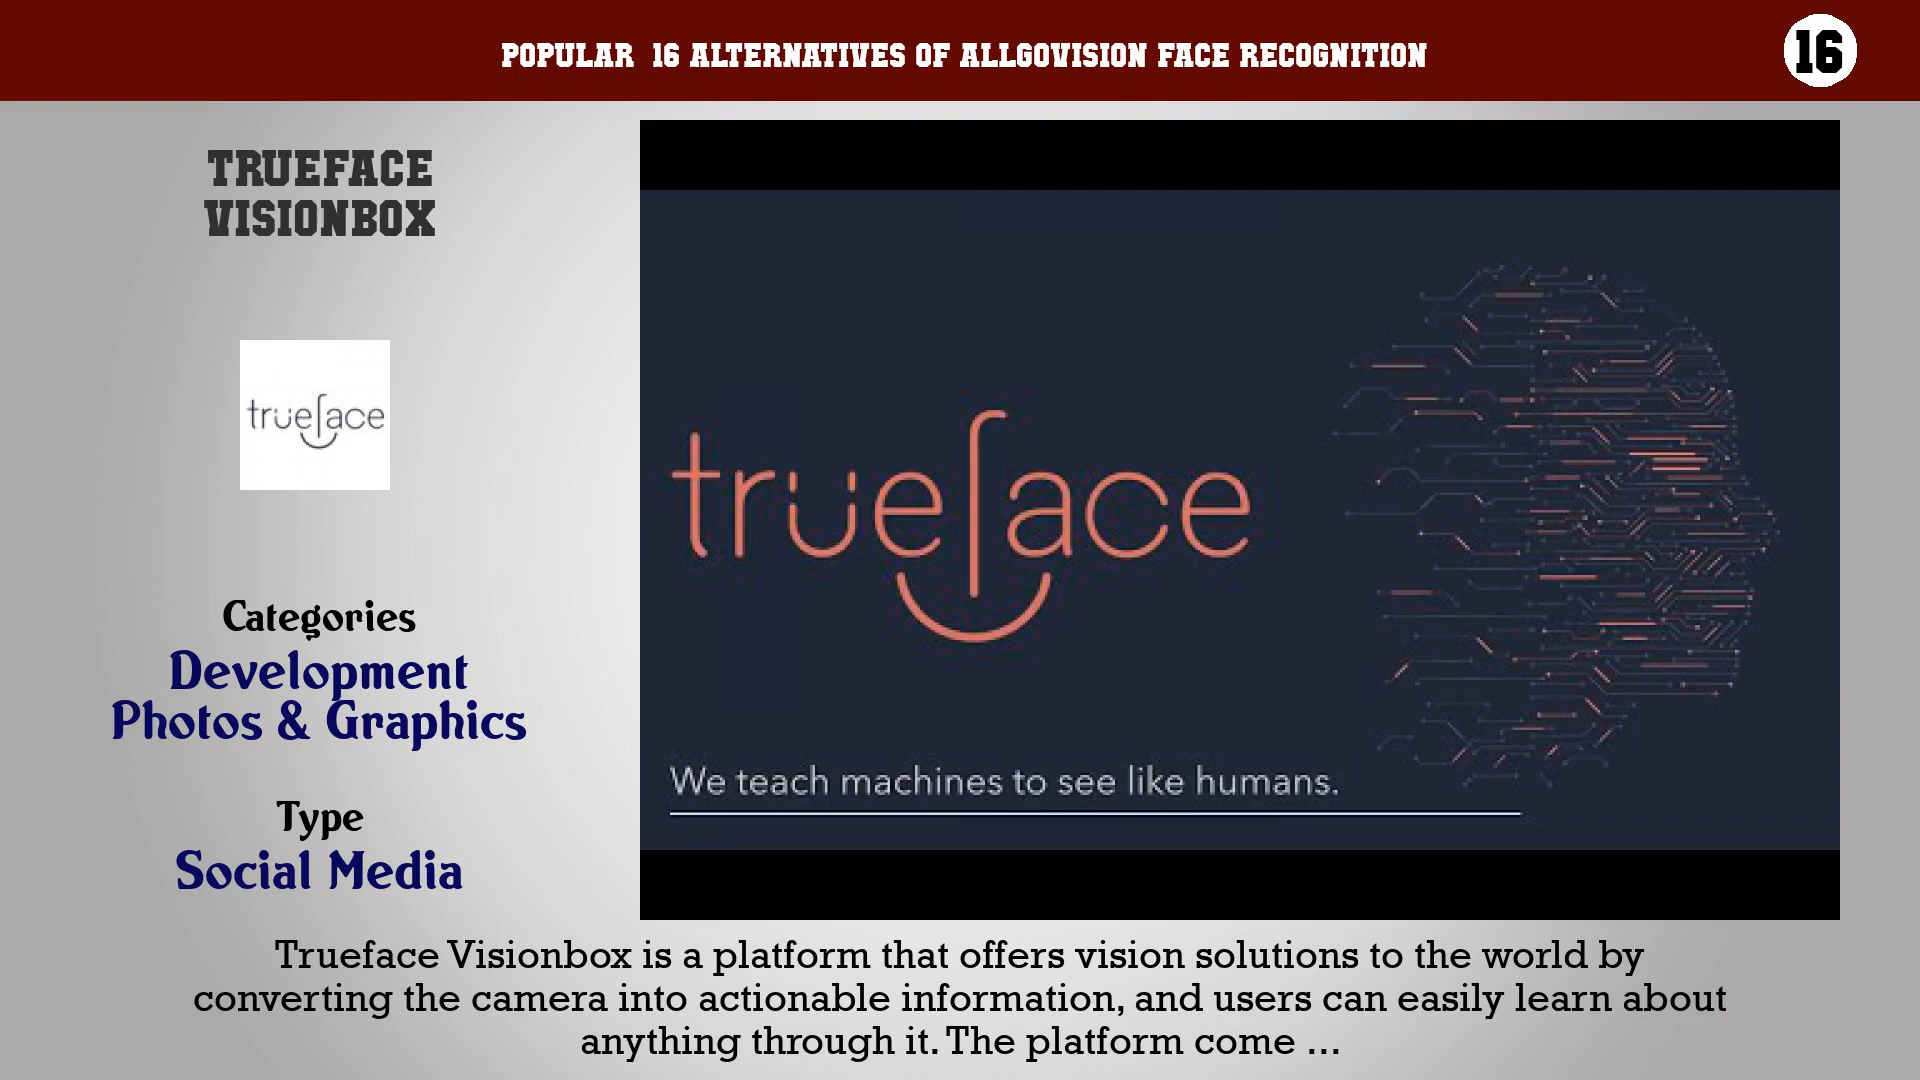 POPULAR 16 ALTERNATIVES OF ALLGOVISION FACE RECOGNITION
16
TRUEFACE
VISIONBOX
trueface
Categories
Development
Photos & Graphics
Type
Social Media
trueface
We teach machines to see like humans.
Trueface Visionbox is a platform that offers vision solutions to the world by
converting the camera into actionable information, and users can easily learn about
anything through it. The platform come ...